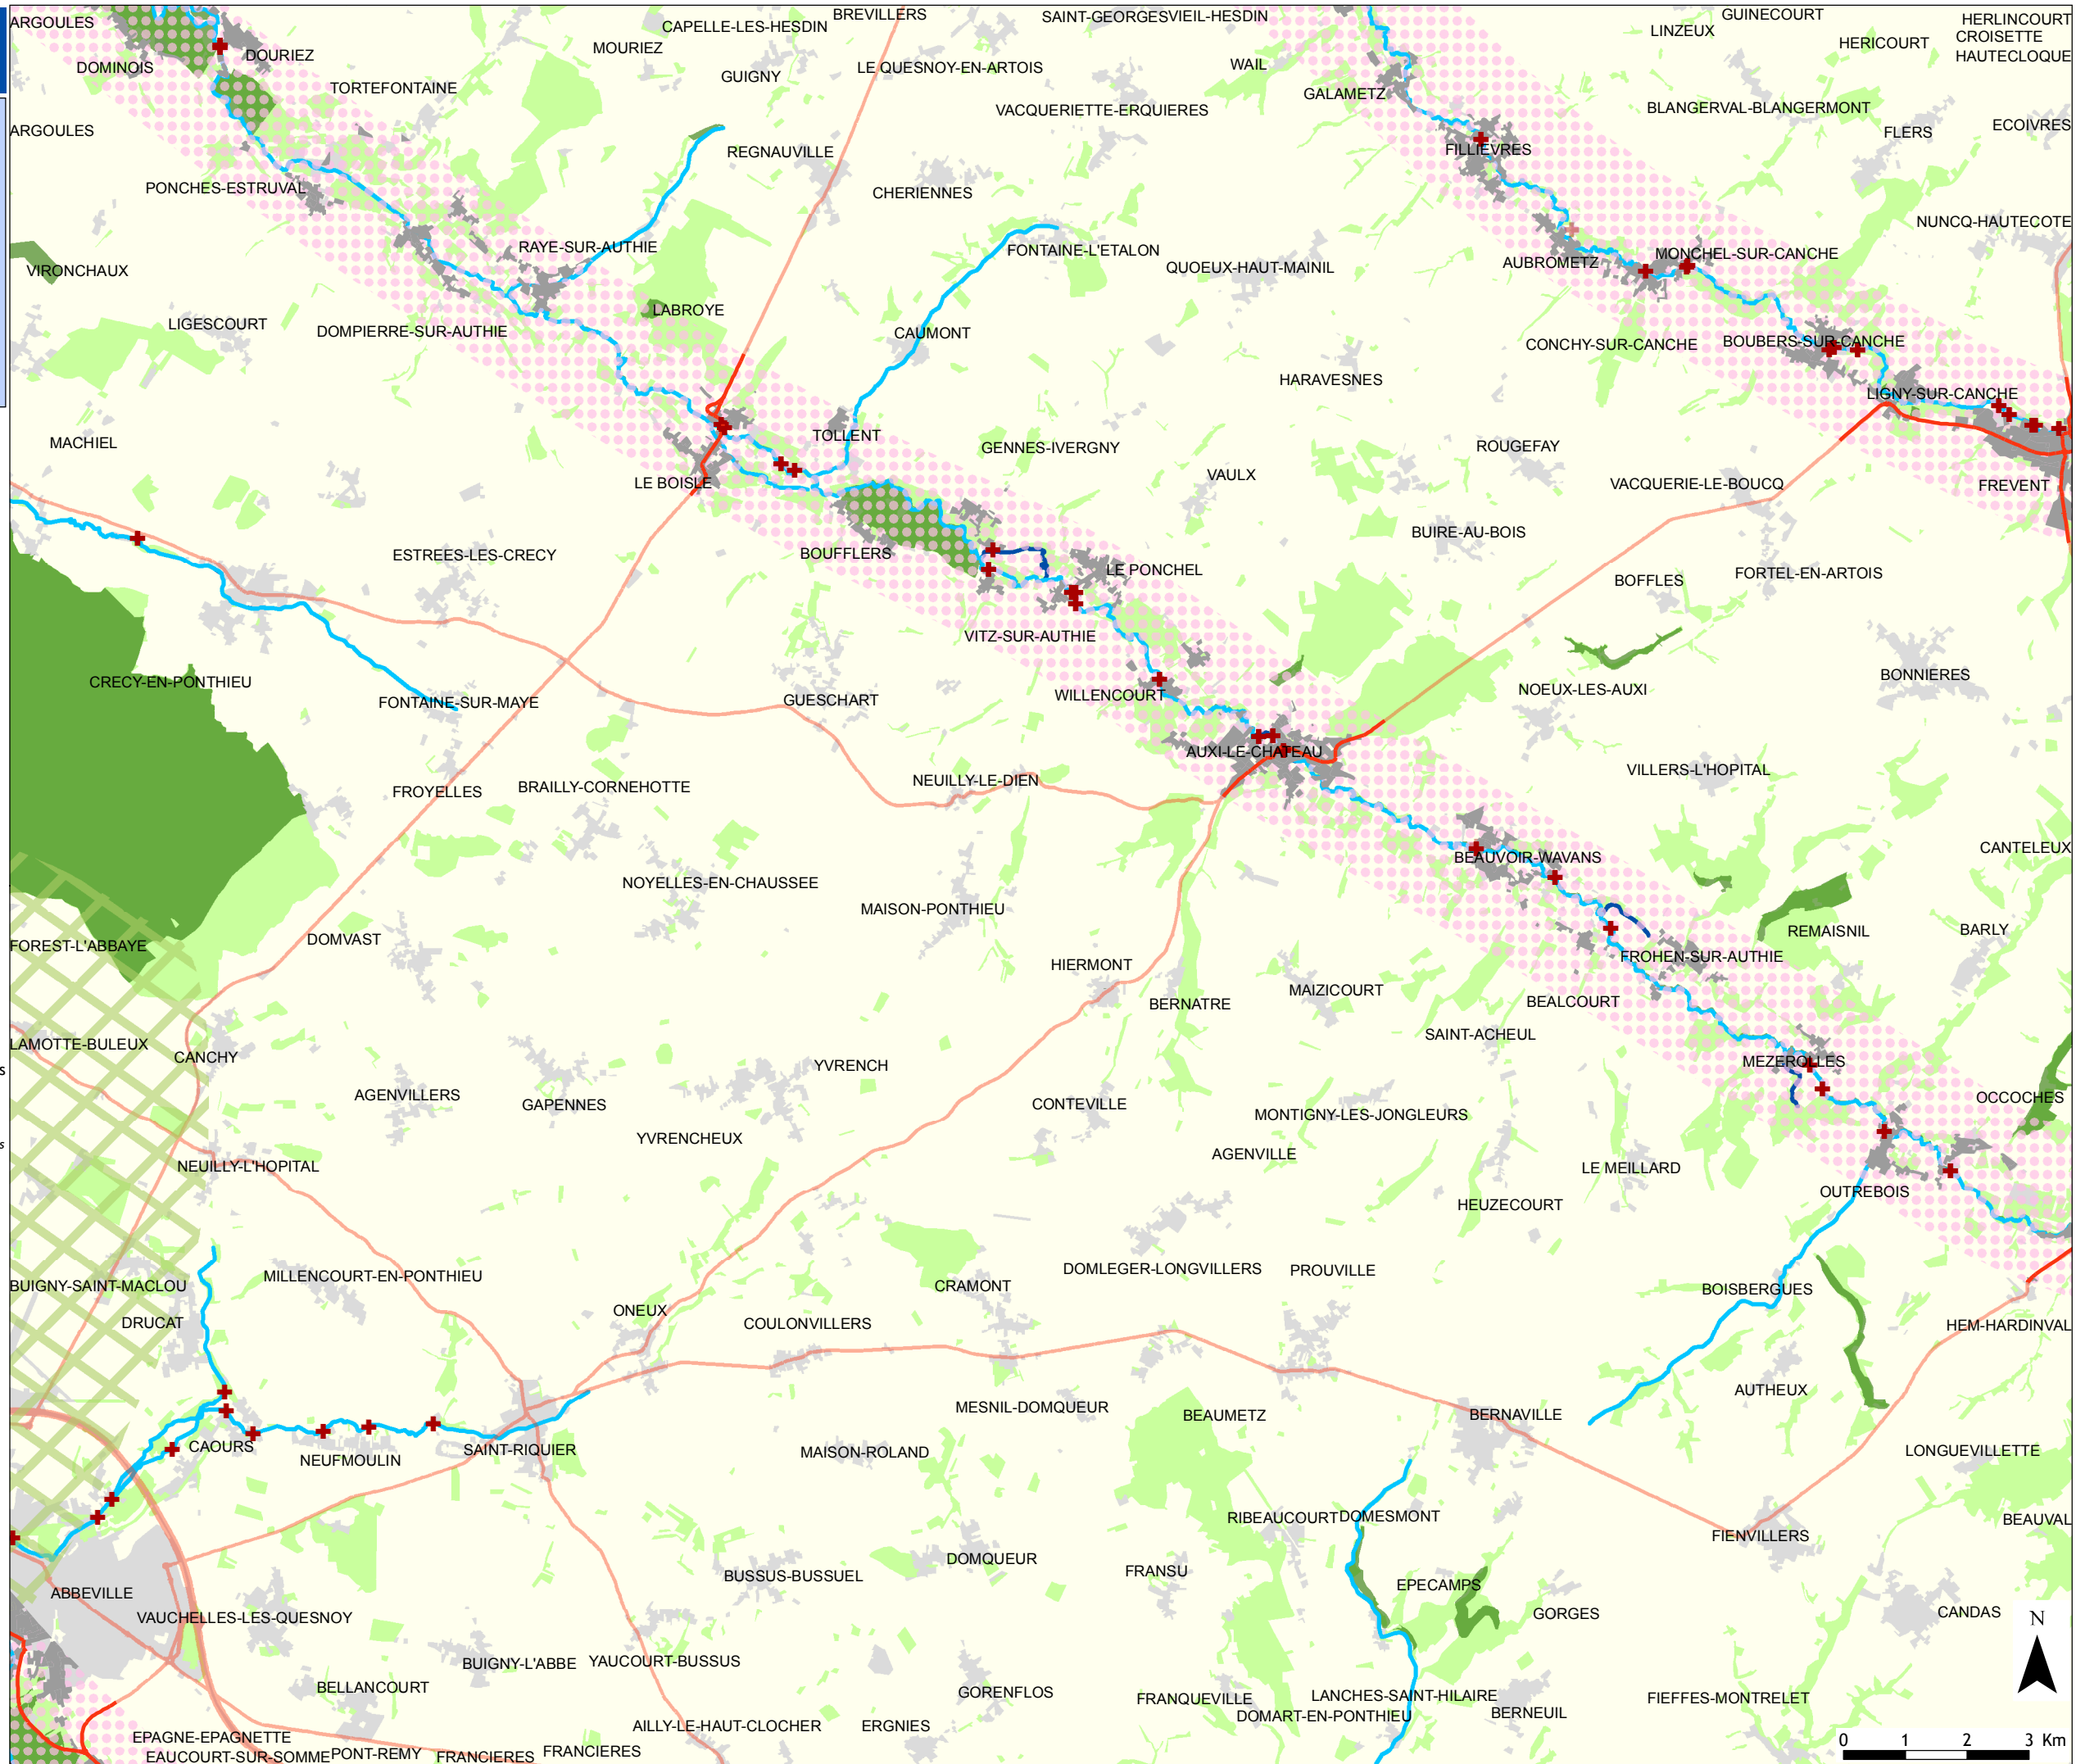 ARGOULES
DOMINOIS
DOURIEZ
TORTEFONTAINE
MOURIEZ
CAPELLE-LES-HESDIN
BREVILLERS
GUIGNY
LE QUESNOY-EN-ARTOIS
SAINT-GEORGESVIEIL-HESDIN
WAIL
GALAMETZ
LINZEUX
GUINECOURT
HERICOURT
HERLINCOURT
CROISETTE
HAUTECLOQUE
ARGOULES
VACQUERIETTE-ERQUIERES
BLANGERVAL-BLANGERMONT
FLERS
ECOIVRES
REGNAUVILLE
FILLIEVRES
PONCHES-ESTRUVAL
CHERIENNES
NUNCQ-HAUTECOTE
VIRONCHAUX
RAYE-SUR-AUTHIE
FONTAINE-L'ETALON
QUOEUX-HAUT-MAINIL
AUBROMETZ
MONCHEL-SUR-CANCHE
LIGESCOURT
DOMPIERRE-SUR-AUTHIE
LABROYE
CAUMONT
CONCHY-SUR-CANCHE
BOUBERS-SUR-CANCHE
HARAVESNES
LIGNY-SUR-CANCHE
MACHIEL
TOLLENT
GENNES-IVERGNY
ROUGEFAY
LE BOISLE
VAULX
VACQUERIE-LE-BOUCQ
FREVENT
ESTREES-LES-CRECY
BOUFFLERS
BUIRE-AU-BOIS
LE PONCHEL
BOFFLES
FORTEL-EN-ARTOIS
VITZ-SUR-AUTHIE
CRECY-EN-PONTHIEU
FONTAINE-SUR-MAYE
GUESCHART
WILLENCOURT
NOEUX-LES-AUXI
BONNIERES
AUXI-LE-CHATEAU
FROYELLES
BRAILLY-CORNEHOTTE
NEUILLY-LE-DIEN
VILLERS-L'HOPITAL
BEAUVOIR-WAVANS
CANTELEUX
NOYELLES-EN-CHAUSSEE
MAISON-PONTHIEU
FOREST-L'ABBAYE
DOMVAST
REMAISNIL
BARLY
HIERMONT
FROHEN-SUR-AUTHIE
BERNATRE
MAIZICOURT
BEALCOURT
LAMOTTE-BULEUX
CANCHY
SAINT-ACHEUL
s
YVRENCH
MEZEROLLES
AGENVILLERS
GAPENNES
CONTEVILLE
MONTIGNY-LES-JONGLEURS
OCCOCHES
s
YVRENCHEUX
AGENVILLE
NEUILLY-L'HOPITAL
LE MEILLARD
OUTREBOIS
HEUZECOURT
BUIGNY-SAINT-MACLOU
MILLENCOURT-EN-PONTHIEU
CRAMONT
DOMLEGER-LONGVILLERS
PROUVILLE
BOISBERGUES
DRUCAT
ONEUX
COULONVILLERS
HEM-HARDINVAL
AUTHEUX
MESNIL-DOMQUEUR
BEAUMETZ
BERNAVILLE
CAOURS
NEUFMOULIN
SAINT-RIQUIER
MAISON-ROLAND
LONGUEVILLETTE
RIBEAUCOURT
DOMESMONT
BEAUVAL
FIENVILLERS
ABBEVILLE
BUSSUS-BUSSUEL
DOMQUEUR
FRANSU
EPECAMPS
VAUCHELLES-LES-QUESNOY
GORGES
CANDAS
N
BUIGNY-L'ABBE
YAUCOURT-BUSSUS
BELLANCOURT
GORENFLOS
FRANQUEVILLE
LANCHES-SAINT-HILAIRE
FIEFFES-MONTRELET
DOMART-EN-PONTHIEU
BERNEUIL
EPAGNE-EPAGNETTE
AILLY-LE-HAUT-CLOCHER
ERGNIES
EAUCOURT-SUR-SOMME
PONT-REMY
FRANCIERES
FRANCIERES
0 1 2 3 Km